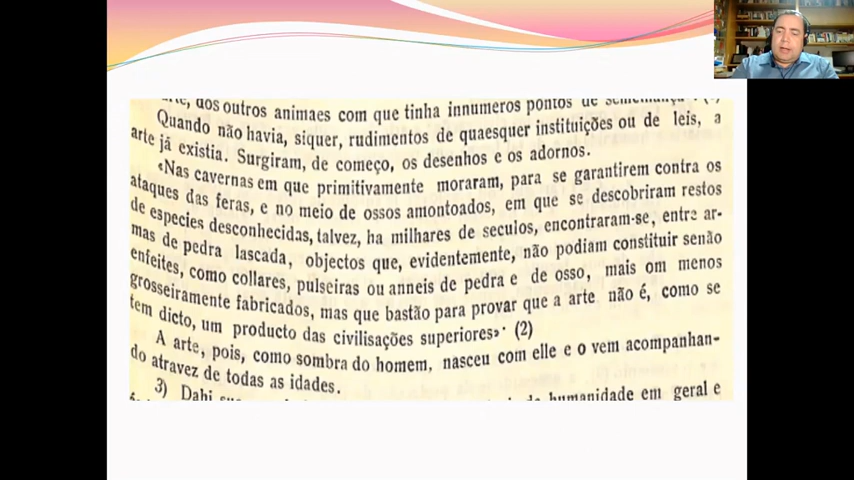 dos outros animaes com que tinha innumeros pontos de
Quando não havia, siquer, rudimentos de quaesquer instituições ou de leis, a
arte já existia. Surgiram, de começo, os desenhos e os adornos.
«Nas cavernas em que primitivamente moraram, para se garantirem contra os
ataques das feras, e no meio de ossos amontoados, em que se descobriram restos
de especies desconhecidas, talvez, ha milhares de seculos, encontraram-se, entre ar-
mas de pedra lascada, objectos que, evidentemente, não podiam constituir senão
enfeites, como collares, pulseiras ou anneis de pedra e de osso, mais om menos
grosseiramente fabricados, mas que bastão para provar que a arte não é, como se
tem dicto, um producto das civilisações superiores»· (2)
A arte, pois, como sombra do homem, nasceu com elle e o vem acompanhan-
do atravez de todas as idades.
3) Dahi humanidade em geral e